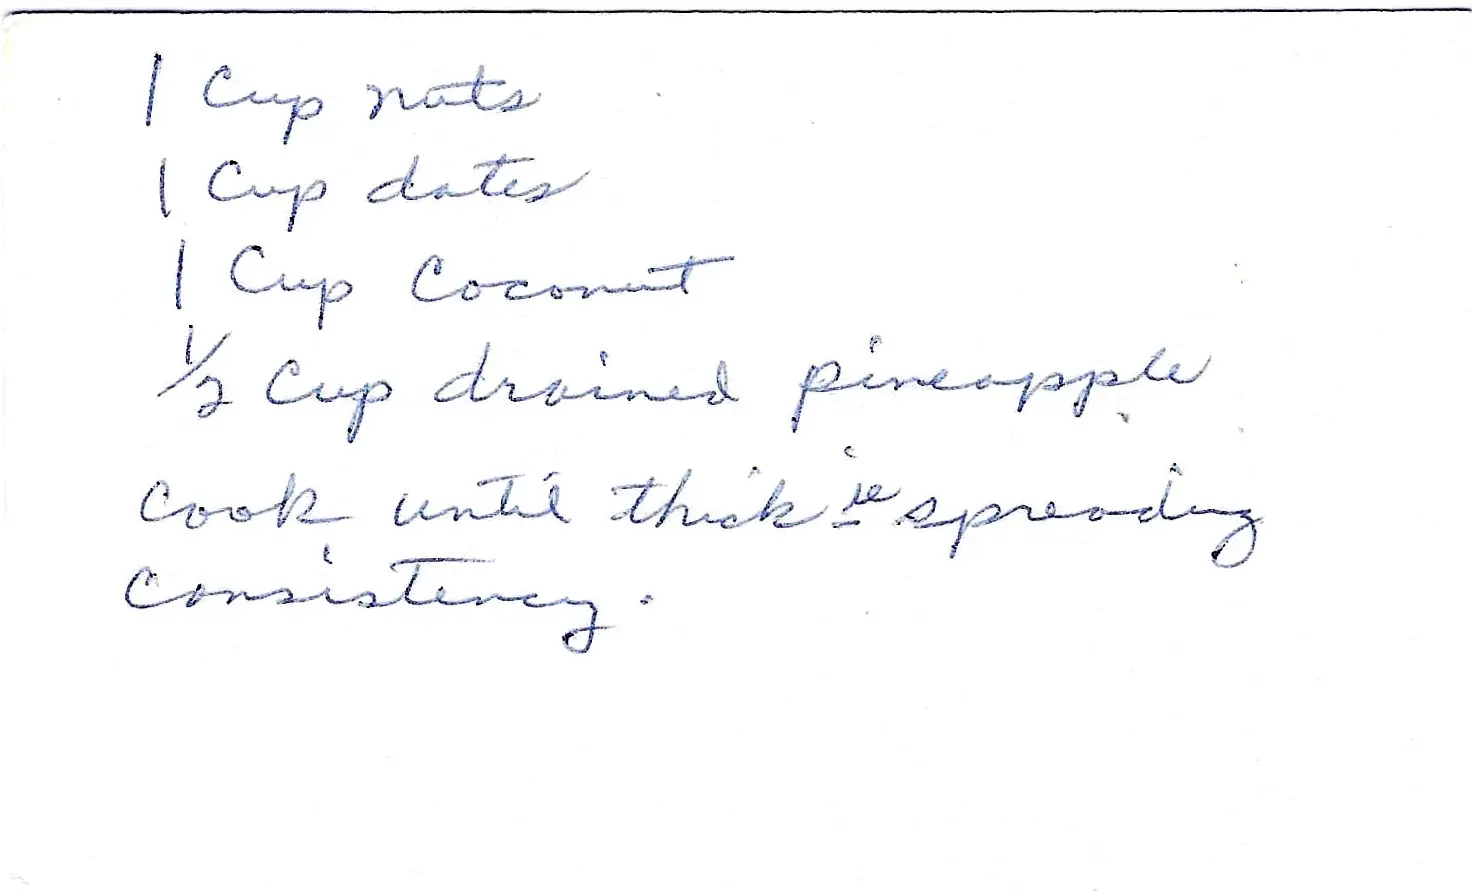 1 Cup nuts
1 Cup dates
1 Cup Coconut
1/2 Cup drained pineapple
Cook until thick ie spreading
Consistency.